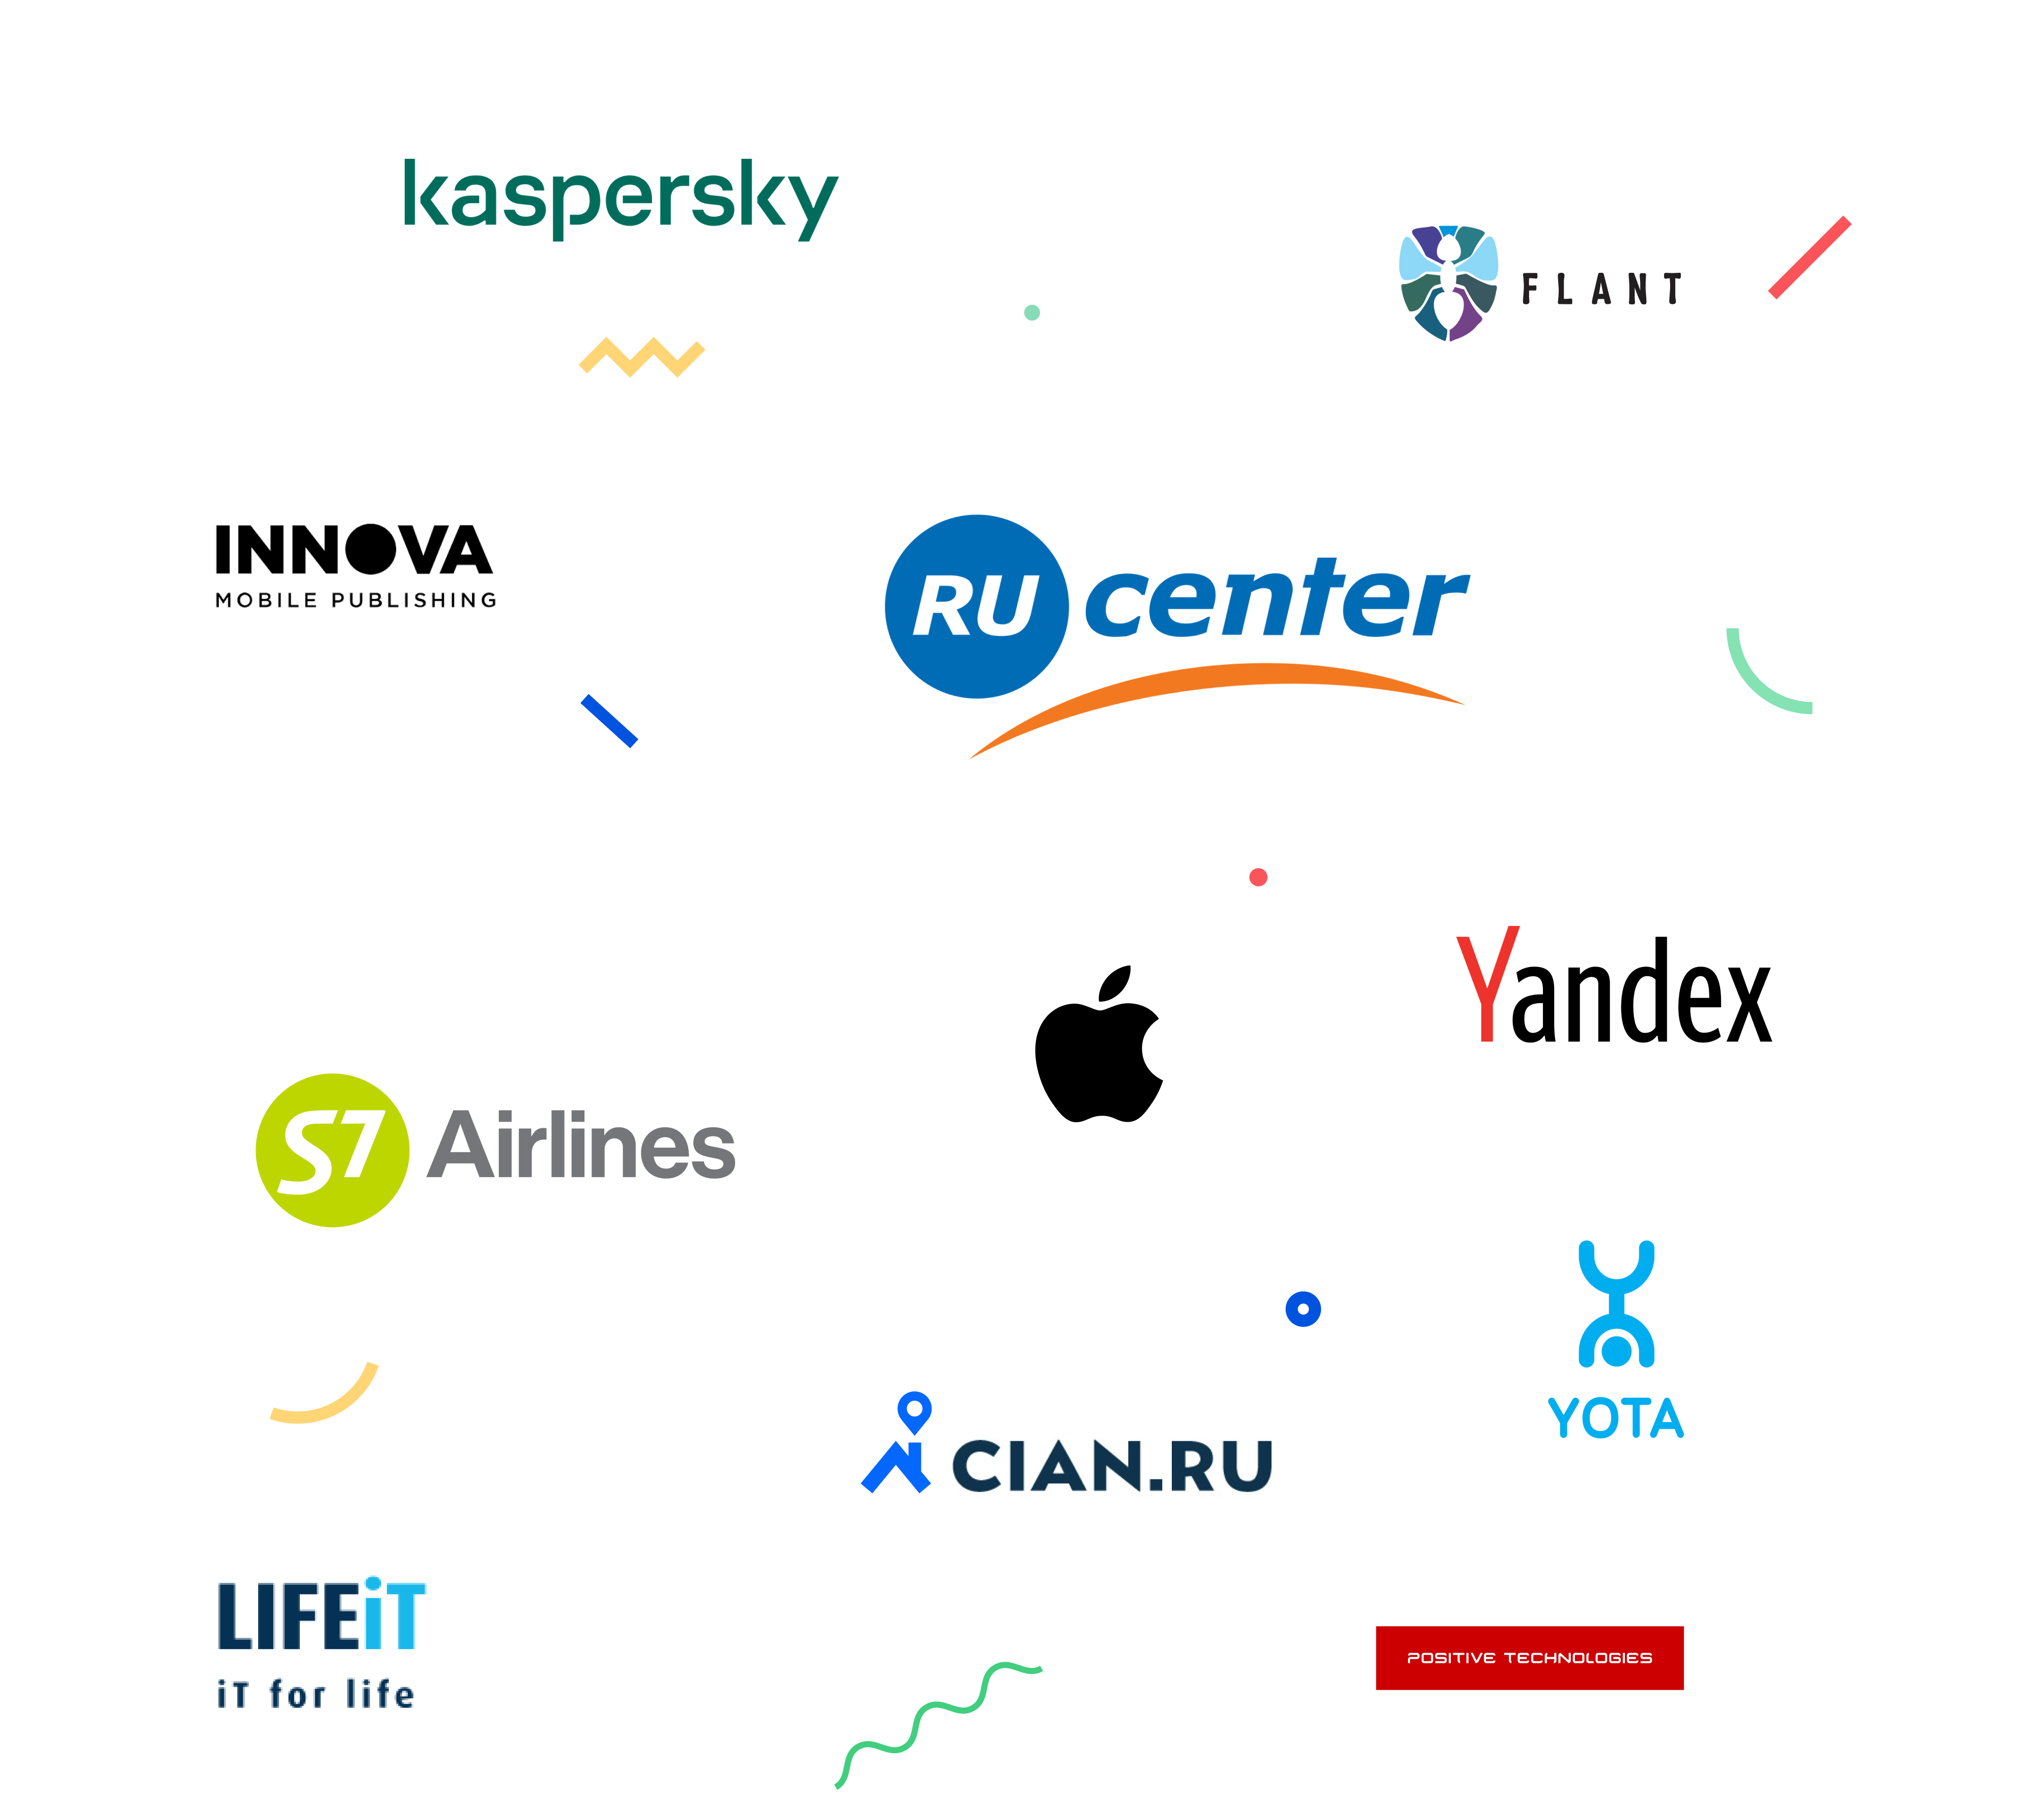 kaspersky
FLANT
INNOVA
MOBILE PUBLISHING
RU center
Yandex
S7 Airlines
YOTA
CIAN.RU
LIFEiT
iT for life
POSITIVE TECHNOLOGIES